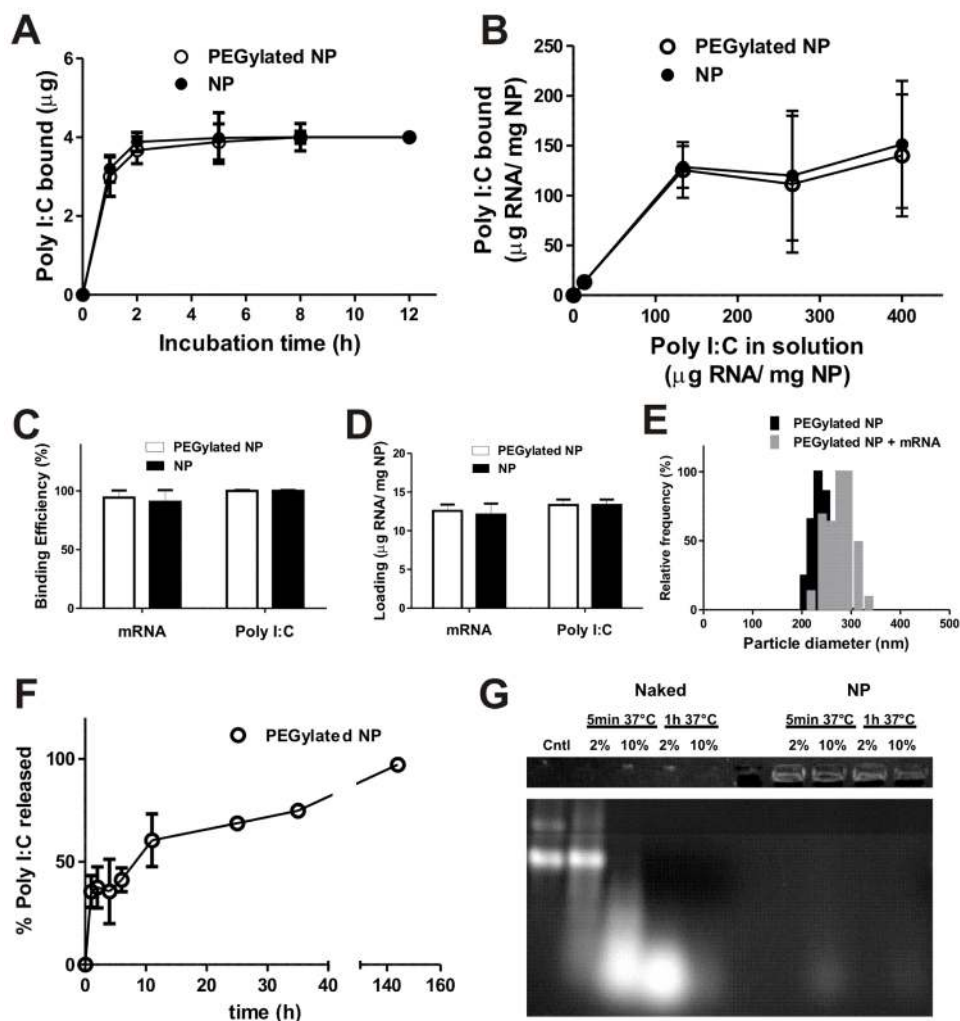 A
PEGylated NP
NP
Poly I:C bound (μg)
6
4
2
0
0 2 4 6 8 10 12
Incubation time (h)
B
PEGylated NP
NP
Poly I:C bound
(μg RNA/ mg NP)
250
200
150
100
50
0
0 100 200 300 400
Poly I:C in solution
(μg RNA/ mg NP)
C
PEGylated NP
NP
Binding Efficiency (%)
100
50
0
mRNA Poly I:C
D
PEGylated NP
NP
Loading (μg RNA/ mg NP)
20
15
10
5
0
mRNA Poly I:C
E
PEGylated NP
PEGylated NP + mRNA
Relative frequency (%)
100
50
0
0 100 200 300 400 500
Particle diameter (nm)
F
PEGylated NP
% Poly I:C released
100
50
0
0 10 20 30 40 140 160
time (h)
G
Naked NP
5min 37°C 1h 37°C 5min 37°C 1h 37°C
Cntl 2% 10% 2% 10% 2% 10% 2% 10%